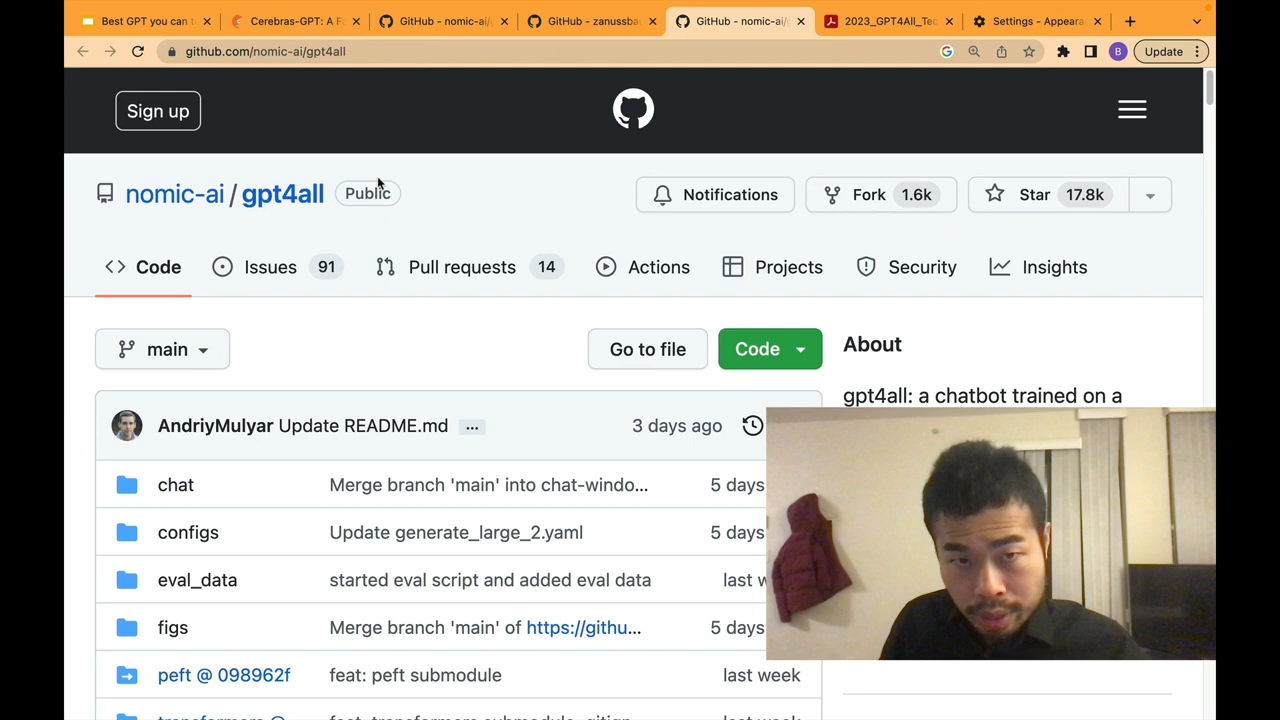 Best GPT you can t
Cerebras-GPT: A Fa
GitHub - nomic-ai/g
GitHub - zanussba
GitHub - nomic-ai/g
2023_GPT4All_Tec
Settings - Appeara
github.com/nomic-ai/gpt4all
B
Update
Sign up
nomic-ai / gpt4all Public
Notifications
Fork 1.6k
Star 17.8k
Code
Issues 91
Pull requests 14
Actions
Projects
Security
Insights
main
Go to file
Code
About
gpt4all: a chatbot trained on a
AndriyMulyar Update README.md ... 3 days ago
chat Merge branch 'main' into chat-windo... 5 days
configs Update generate_large_2.yaml 5 days
eval_data started eval script and added eval data last w
figs Merge branch 'main' of https://githu... 5 days
peft @ 098962f feat: peft submodule last week